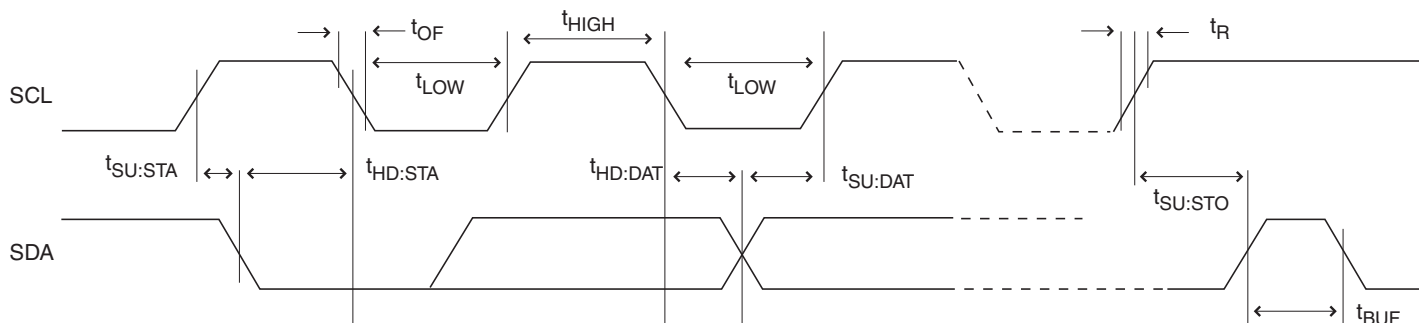 tOF
tHIGH
tR
tLOW
tLOW
SCL
tSU:STA
tHD:STA
tHD:DAT
tSU:DAT
tSU:STO
SDA
tBUF